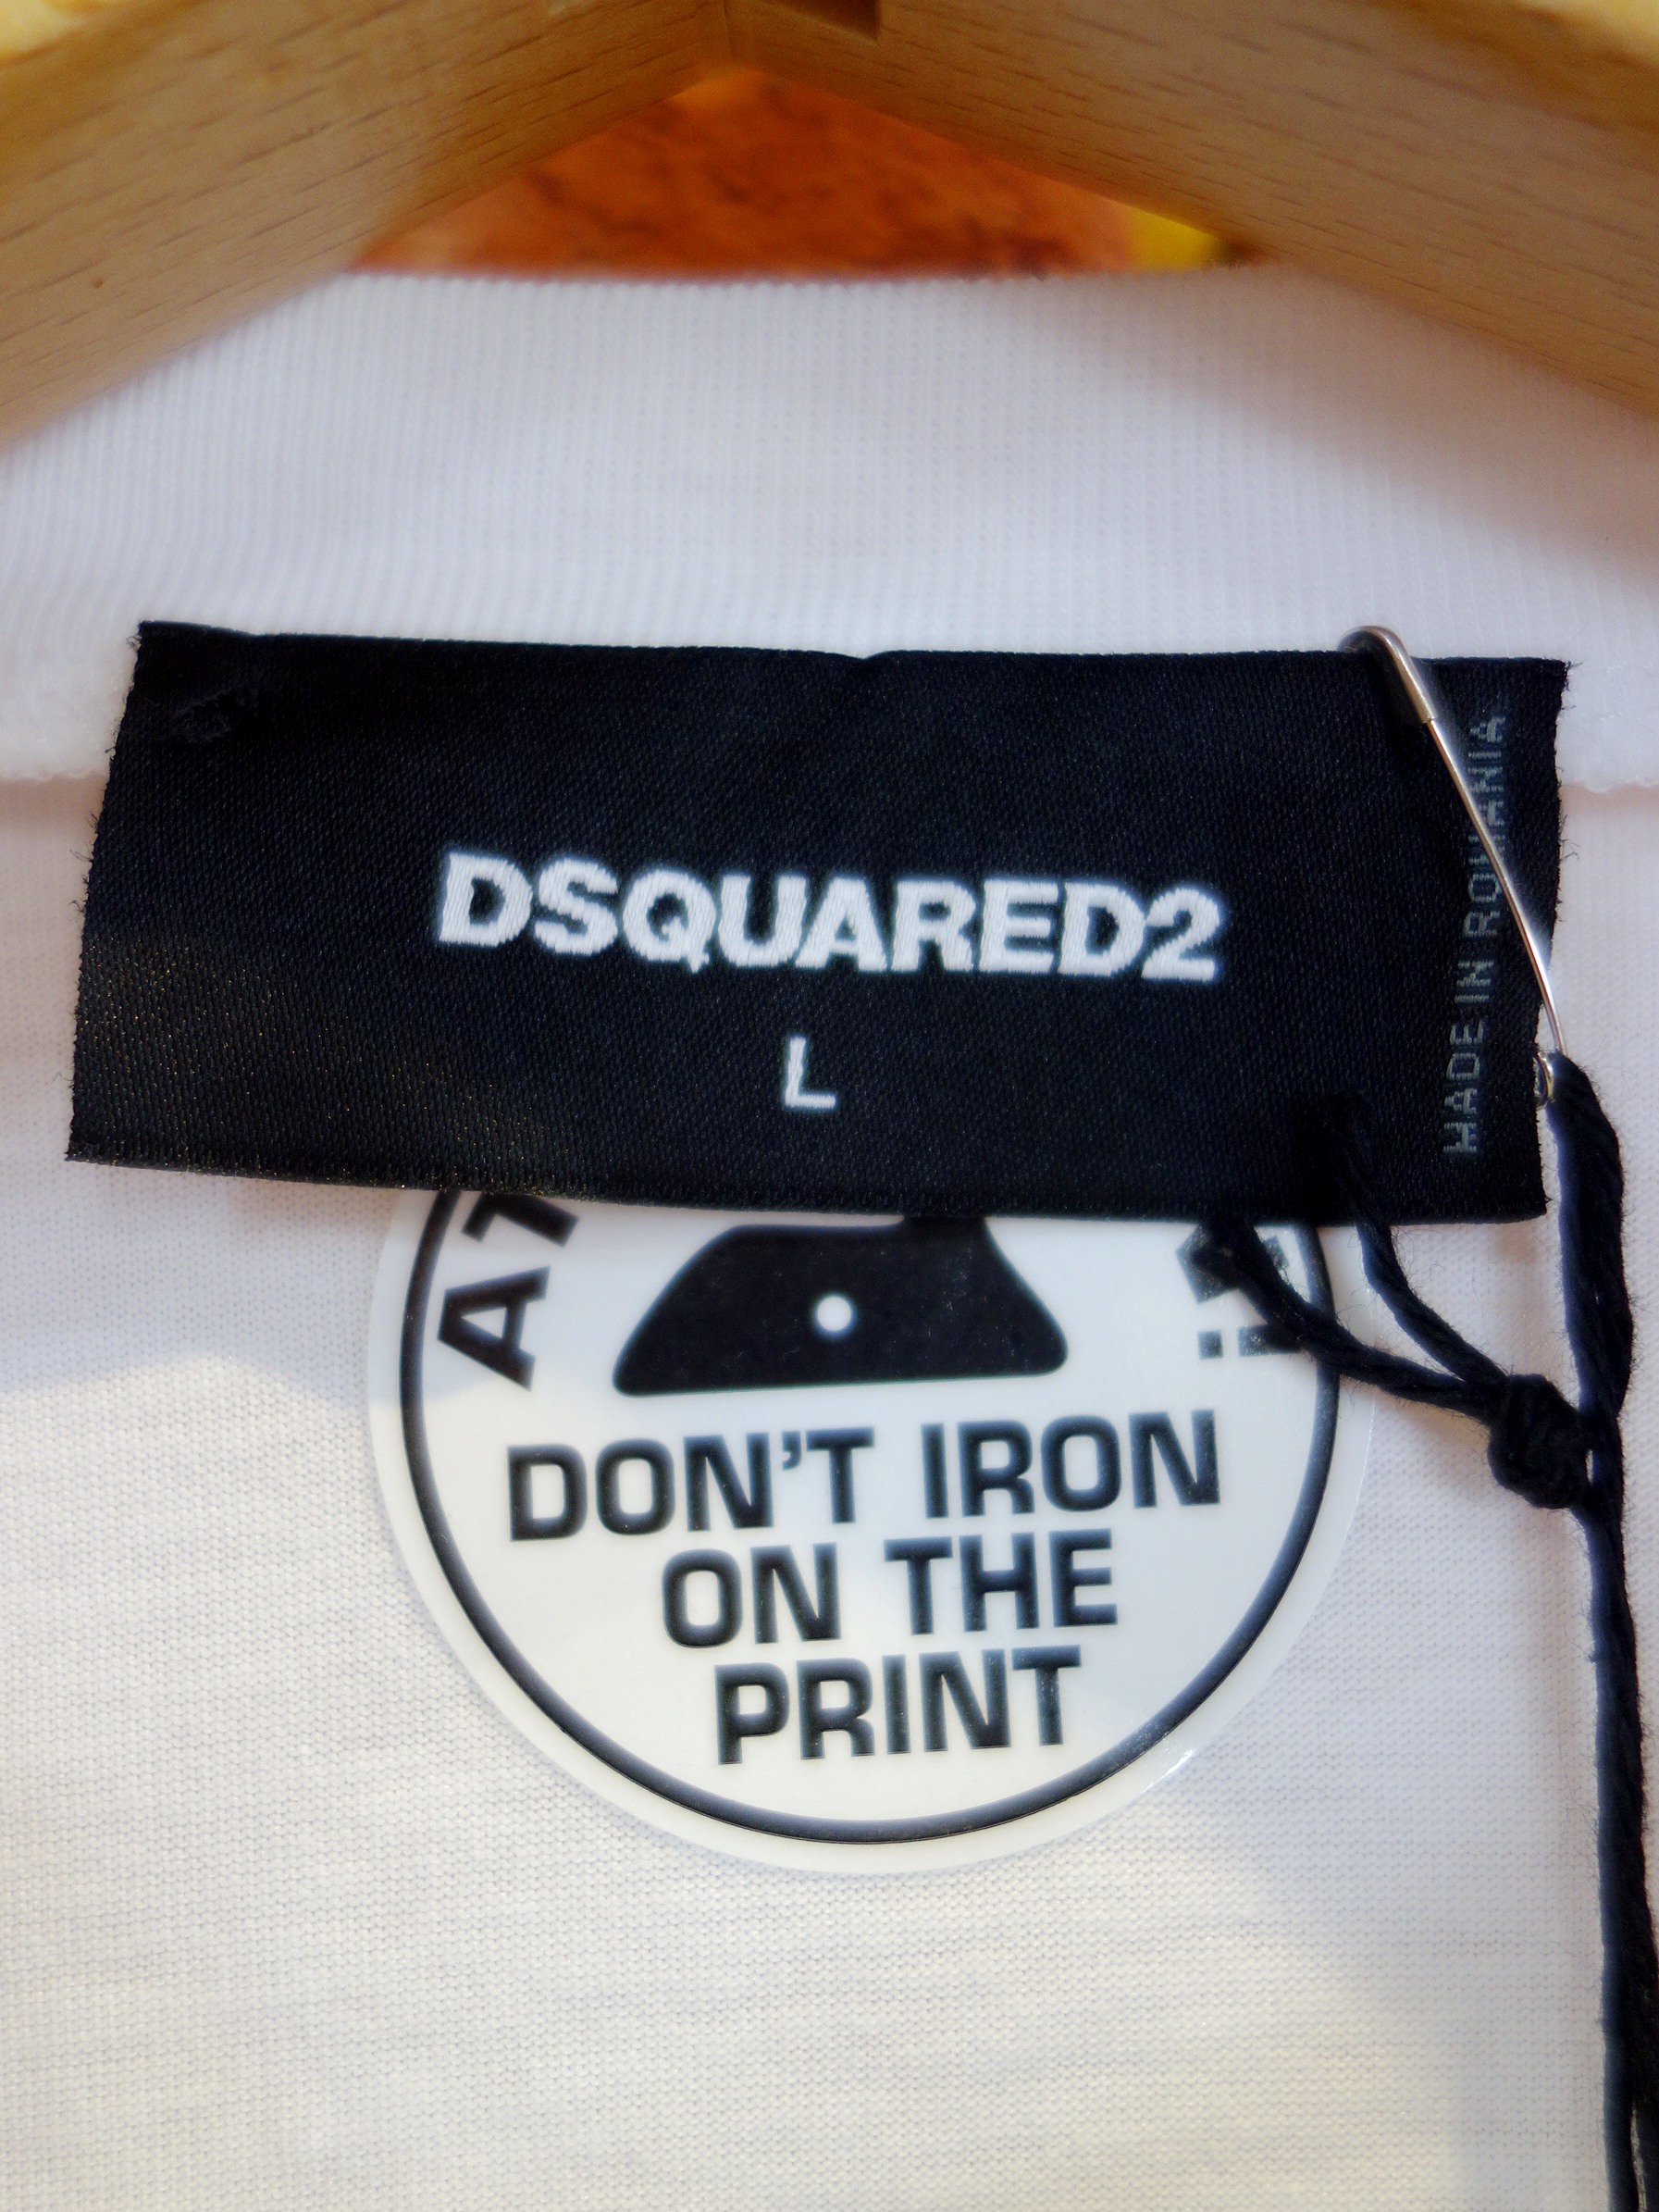 DSQUARED2
L
MADE IN ROMANIA
DON'T IRON
ON THE
PRINT